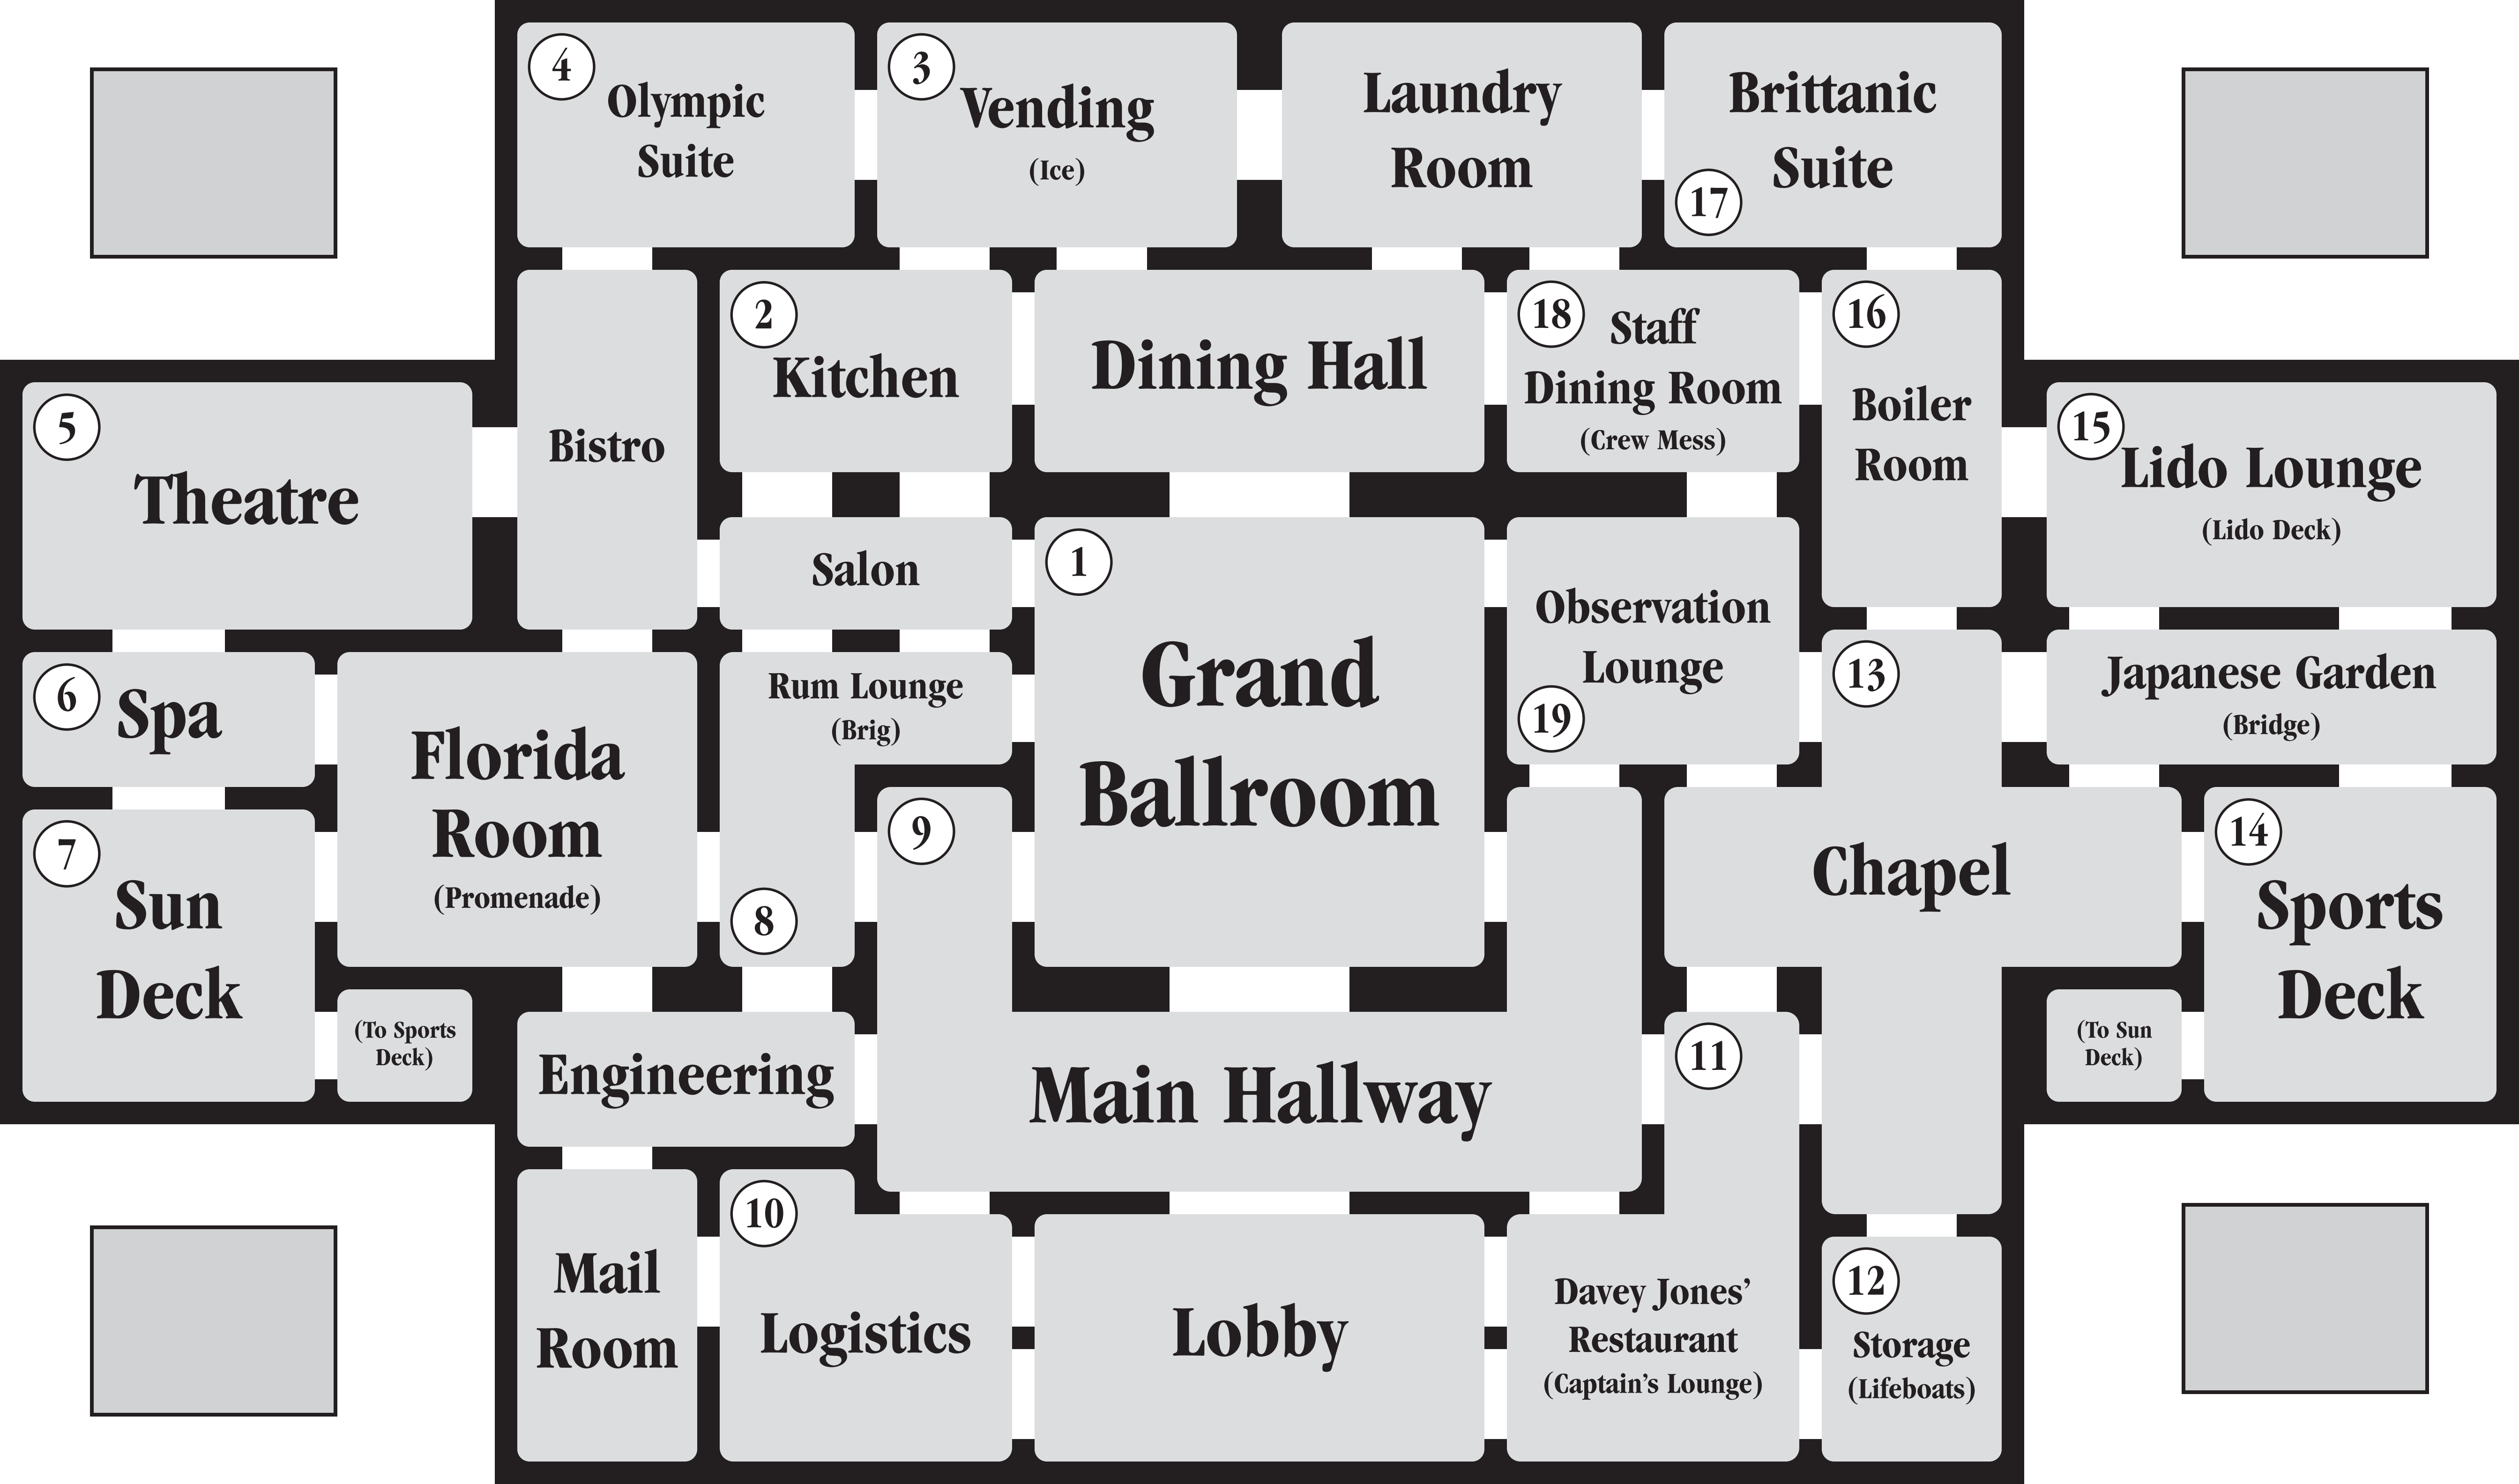 4
Olympic
Suite
3
Vending
(Ice)
Laundry
Room
Brittanic
Suite
17
5
Theatre
Bistro
2
Kitchen
Dining Hall
18
Staff
Dining Room
(Crew Mess)
16
Boiler
Room
15
Lido Lounge
(Lido Deck)
Salon
1
Grand
Ballroom
Observation
Lounge
19
6
Spa
Florida
Room
(Promenade)
Rum Lounge
(Brig)
8
13
Japanese Garden
(Bridge)
7
Sun
Deck
9
Chapel
14
Sports
Deck
(To Sports
Deck)
Engineering
Main Hallway
11
(To Sun
Deck)
Mail
Room
10
Logistics
Lobby
Davey Jones’
Restaurant
(Captain’s Lounge)
12
Storage
(Lifeboats)